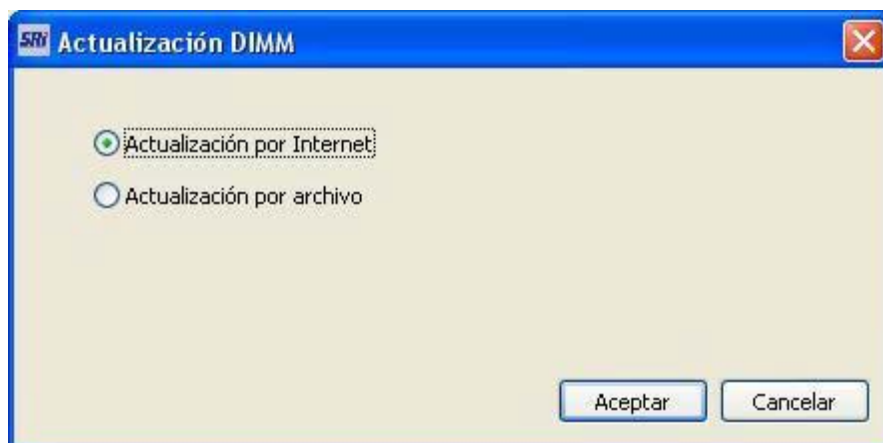 SRi Actualización DIMM
Actualización por Internet
Actualización por archivo
Aceptar Cancelar